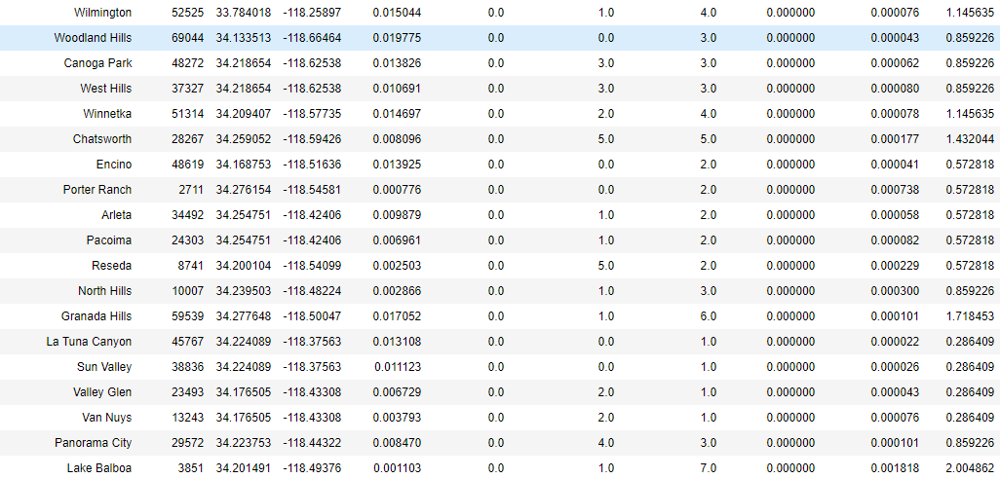 Wilmington 52525 33.784018 -118.25897 0.015044 0.0 1.0 4.0 0.000000 0.000076 1.145635
Woodland Hills 69044 34.133513 -118.66464 0.019775 0.0 0.0 3.0 0.000000 0.000043 0.859226
Canoga Park 48272 34.218654 -118.62538 0.013826 0.0 3.0 3.0 0.000000 0.000062 0.859226
West Hills 37327 34.218654 -118.62538 0.010691 0.0 3.0 3.0 0.000000 0.000080 0.859226
Winnetka 51314 34.209407 -118.57735 0.014697 0.0 2.0 4.0 0.000000 0.000078 1.145635
Chatsworth 28267 34.259052 -118.59426 0.008096 0.0 5.0 5.0 0.000000 0.000177 1.432044
Encino 48619 34.168753 -118.51636 0.013925 0.0 0.0 2.0 0.000000 0.000041 0.572818
Porter Ranch 2711 34.276154 -118.54581 0.000776 0.0 0.0 2.0 0.000000 0.000738 0.572818
Arleta 34492 34.254751 -118.42406 0.009879 0.0 1.0 2.0 0.000000 0.000058 0.572818
Pacoima 24303 34.254751 -118.42406 0.006961 0.0 1.0 2.0 0.000000 0.000082 0.572818
Reseda 8741 34.200104 -118.54099 0.002503 0.0 5.0 2.0 0.000000 0.000229 0.572818
North Hills 10007 34.239503 -118.48224 0.002866 0.0 1.0 3.0 0.000000 0.000300 0.859226
Granada Hills 59539 34.277648 -118.50047 0.017052 0.0 1.0 6.0 0.000000 0.000101 1.718453
La Tuna Canyon 45767 34.224089 -118.37563 0.013108 0.0 0.0 1.0 0.000000 0.000022 0.286409
Sun Valley 38836 34.224089 -118.37563 0.011123 0.0 0.0 1.0 0.000000 0.000026 0.286409
Valley Glen 23493 34.176505 -118.43308 0.006729 0.0 2.0 1.0 0.000000 0.000043 0.286409
Van Nuys 13243 34.176505 -118.43308 0.003793 0.0 2.0 1.0 0.000000 0.000076 0.286409
Panorama City 29572 34.223753 -118.44322 0.008470 0.0 4.0 3.0 0.000000 0.000101 0.859226
Lake Balboa 3851 34.201491 -118.49376 0.001103 0.0 1.0 7.0 0.000000 0.001818 2.004862